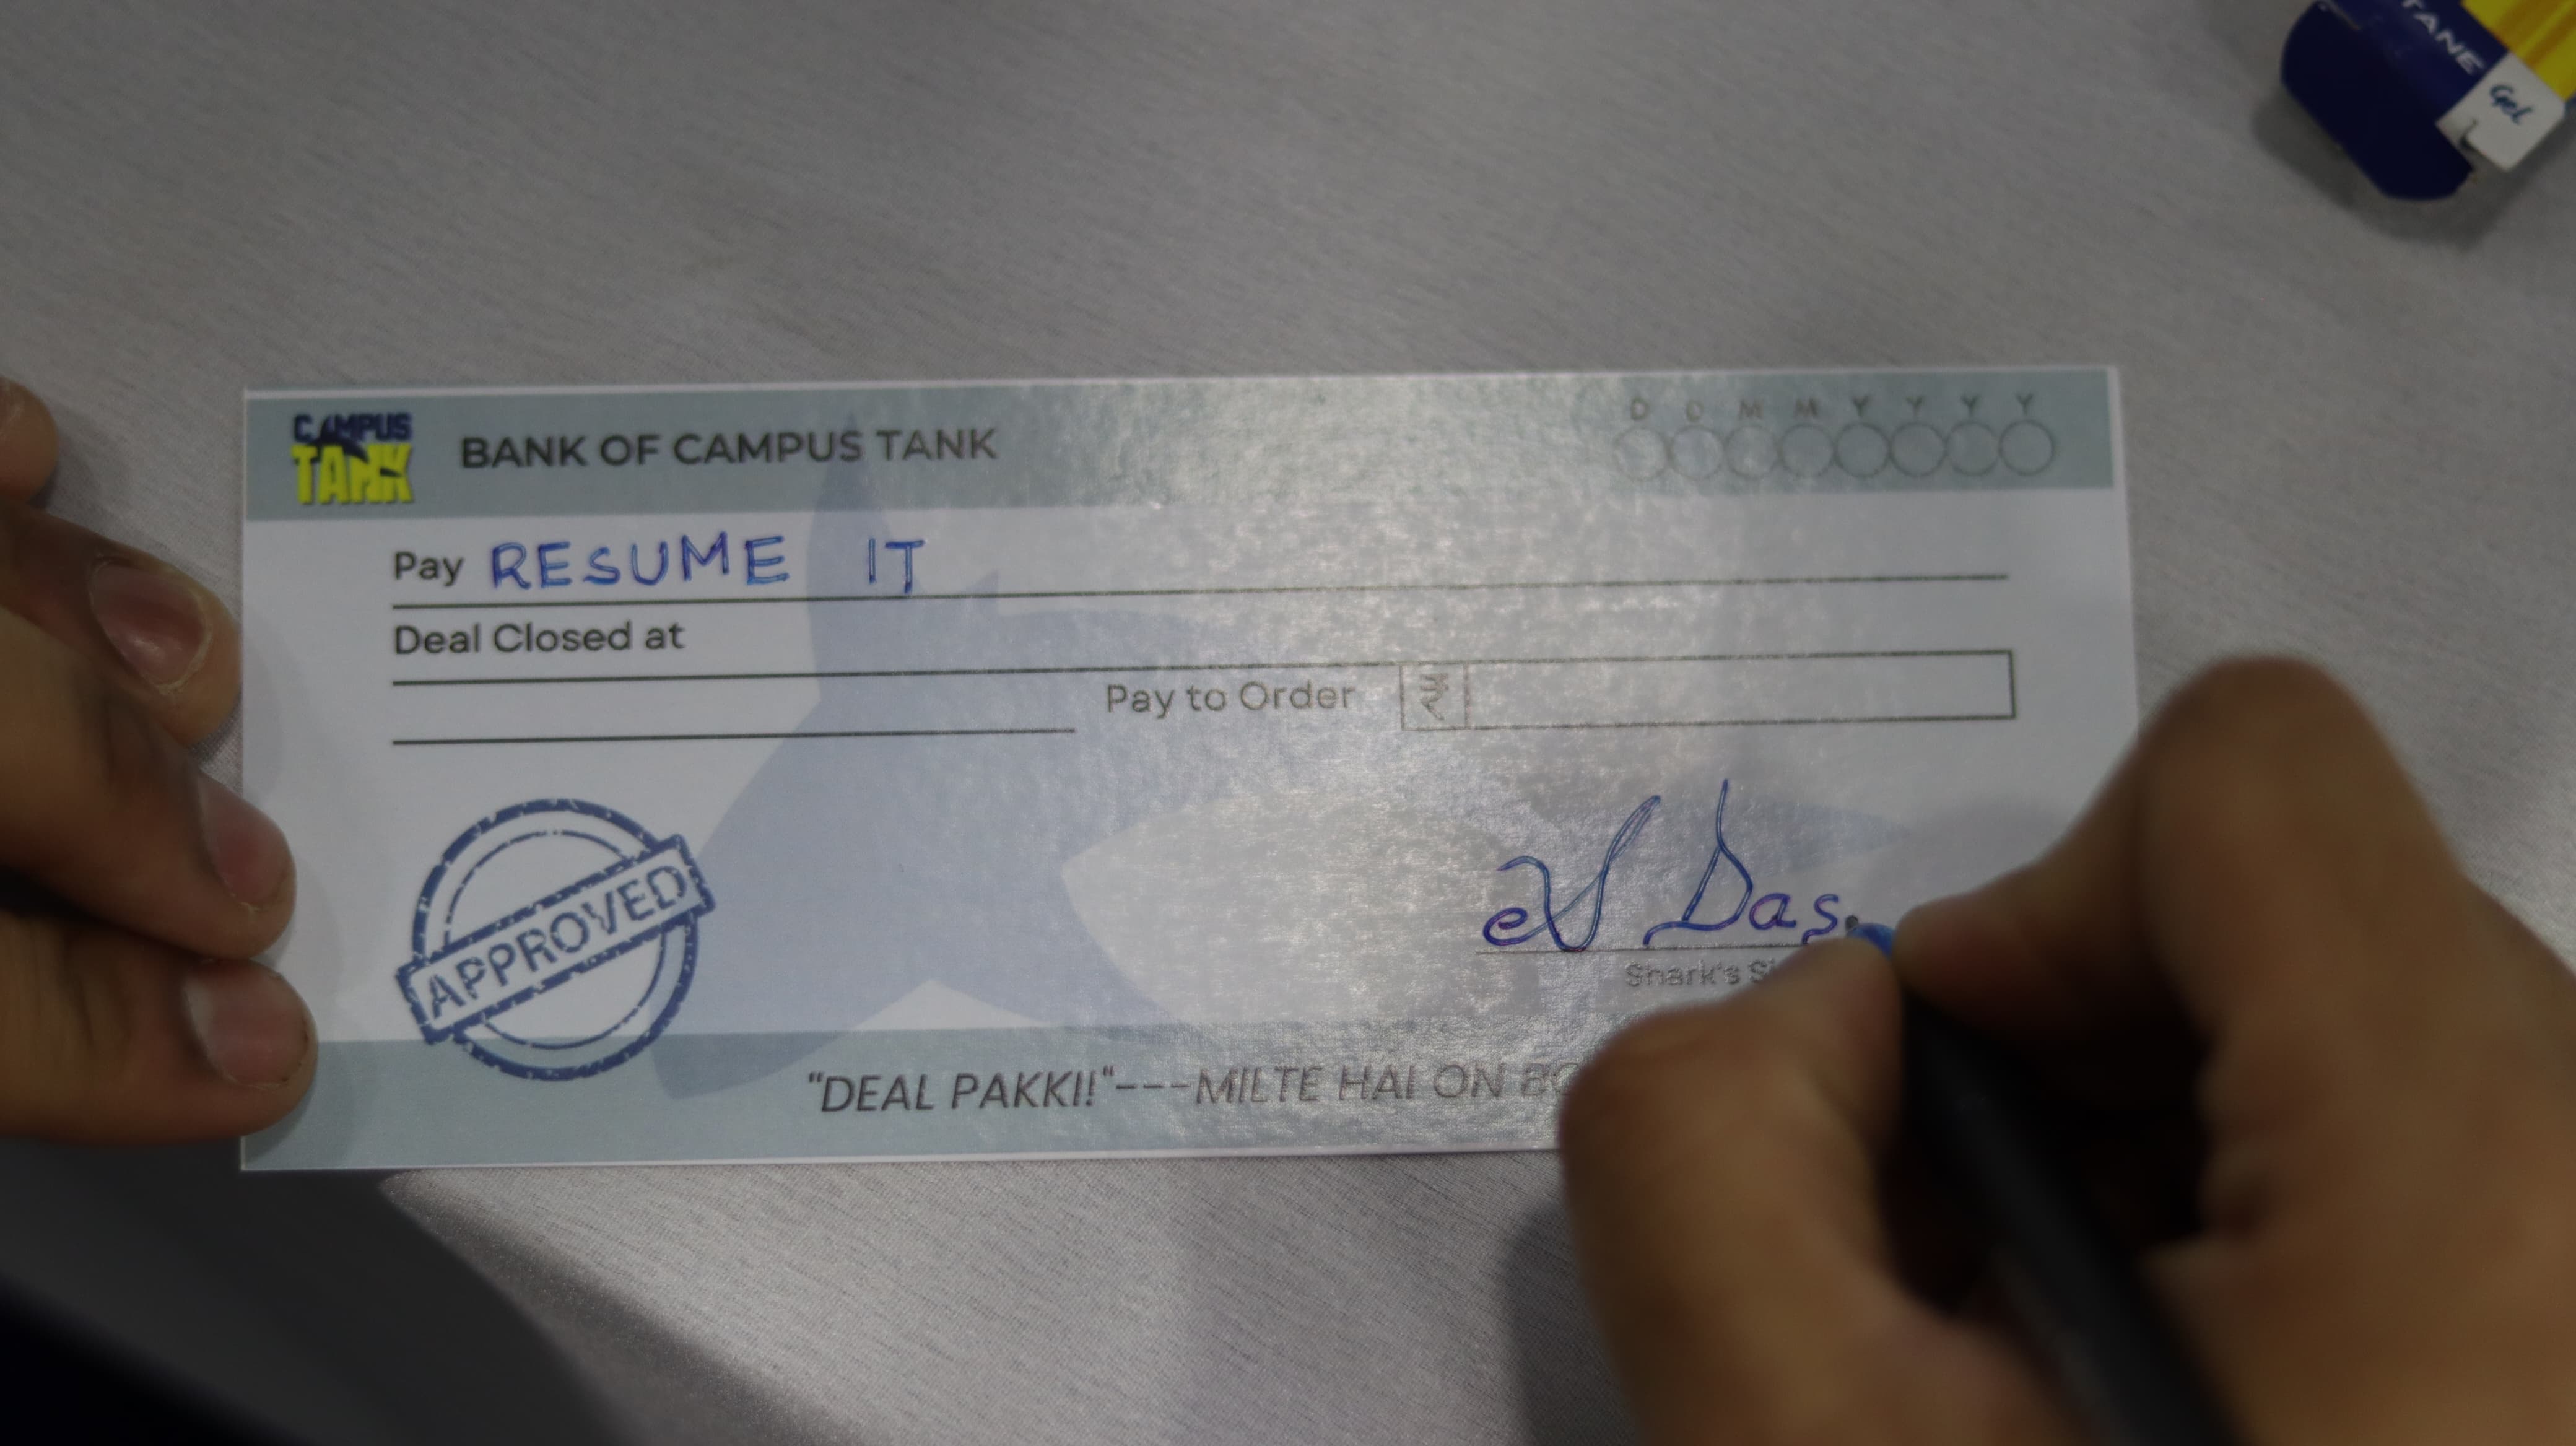 TANE
Gel
CAMPUS
TANK
BANK OF CAMPUS TANK
D D M M Y Y Y Y
Pay RESUME IT
Deal Closed at
Pay to Order ₹
Das.
Shark's
APPROVED
"DEAL PAKKI!"---MILTE HAI ON